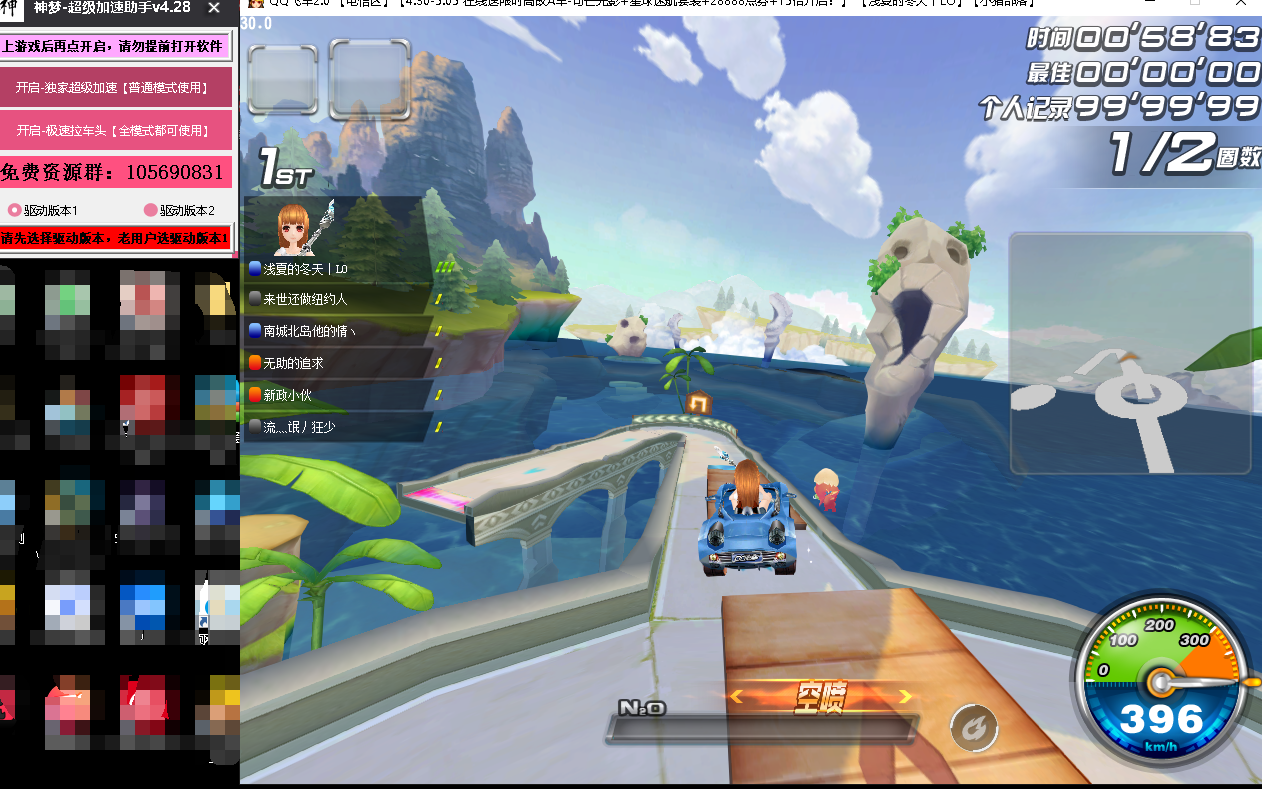 神
神梦-超级加速助手v4.28
上游戏后再点开启，请勿提前打开软件
开启-独家超级加速【普通模式使用】
开启-极速拉车头【全模式都可使用】
免费资源群：105690831
驱动版本1
驱动版本2
请先选择驱动版本，老用户选驱动版本1
30.0
时间00'58'83
最佳00'00'00
个人记录99'99'99
1/2圈数
1ST
浅夏的冬天丨L0
来世还做纽约人
南城北岛他的情丶
无助的追求
新政小伙
流灬氓丿狂少
N2O
空喷
0
100
200
300
396
km/h